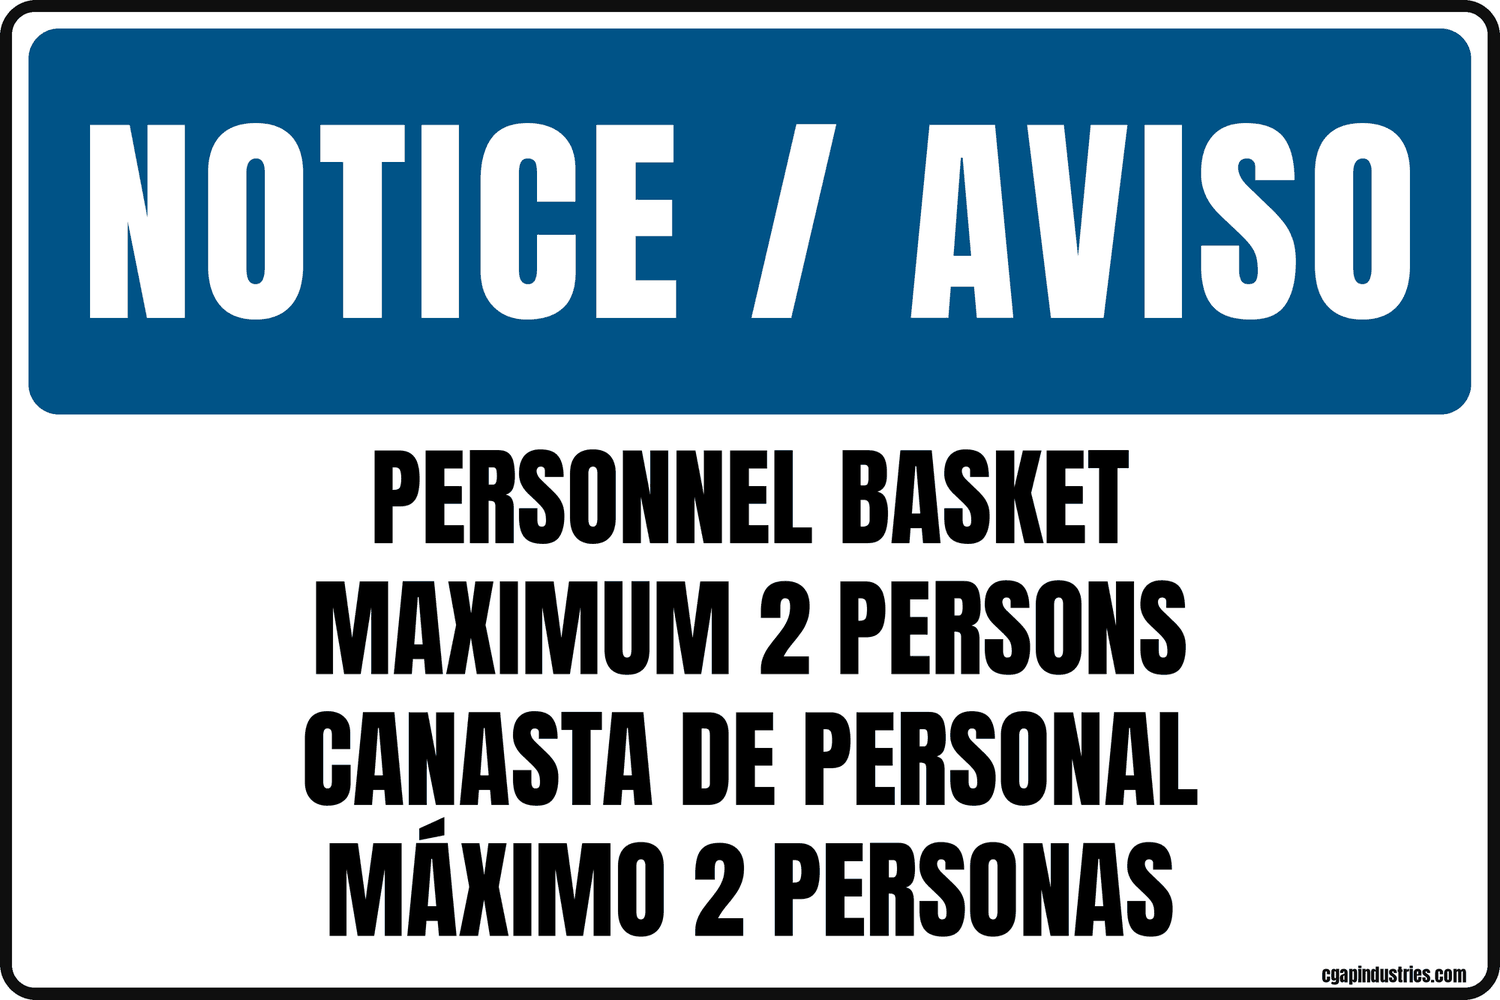 NOTICE / AVISO
PERSONNEL BASKET
MAXIMUM 2 PERSONS
CANASTA DE PERSONAL
MÁXIMO 2 PERSONAS
cgapindustries.com